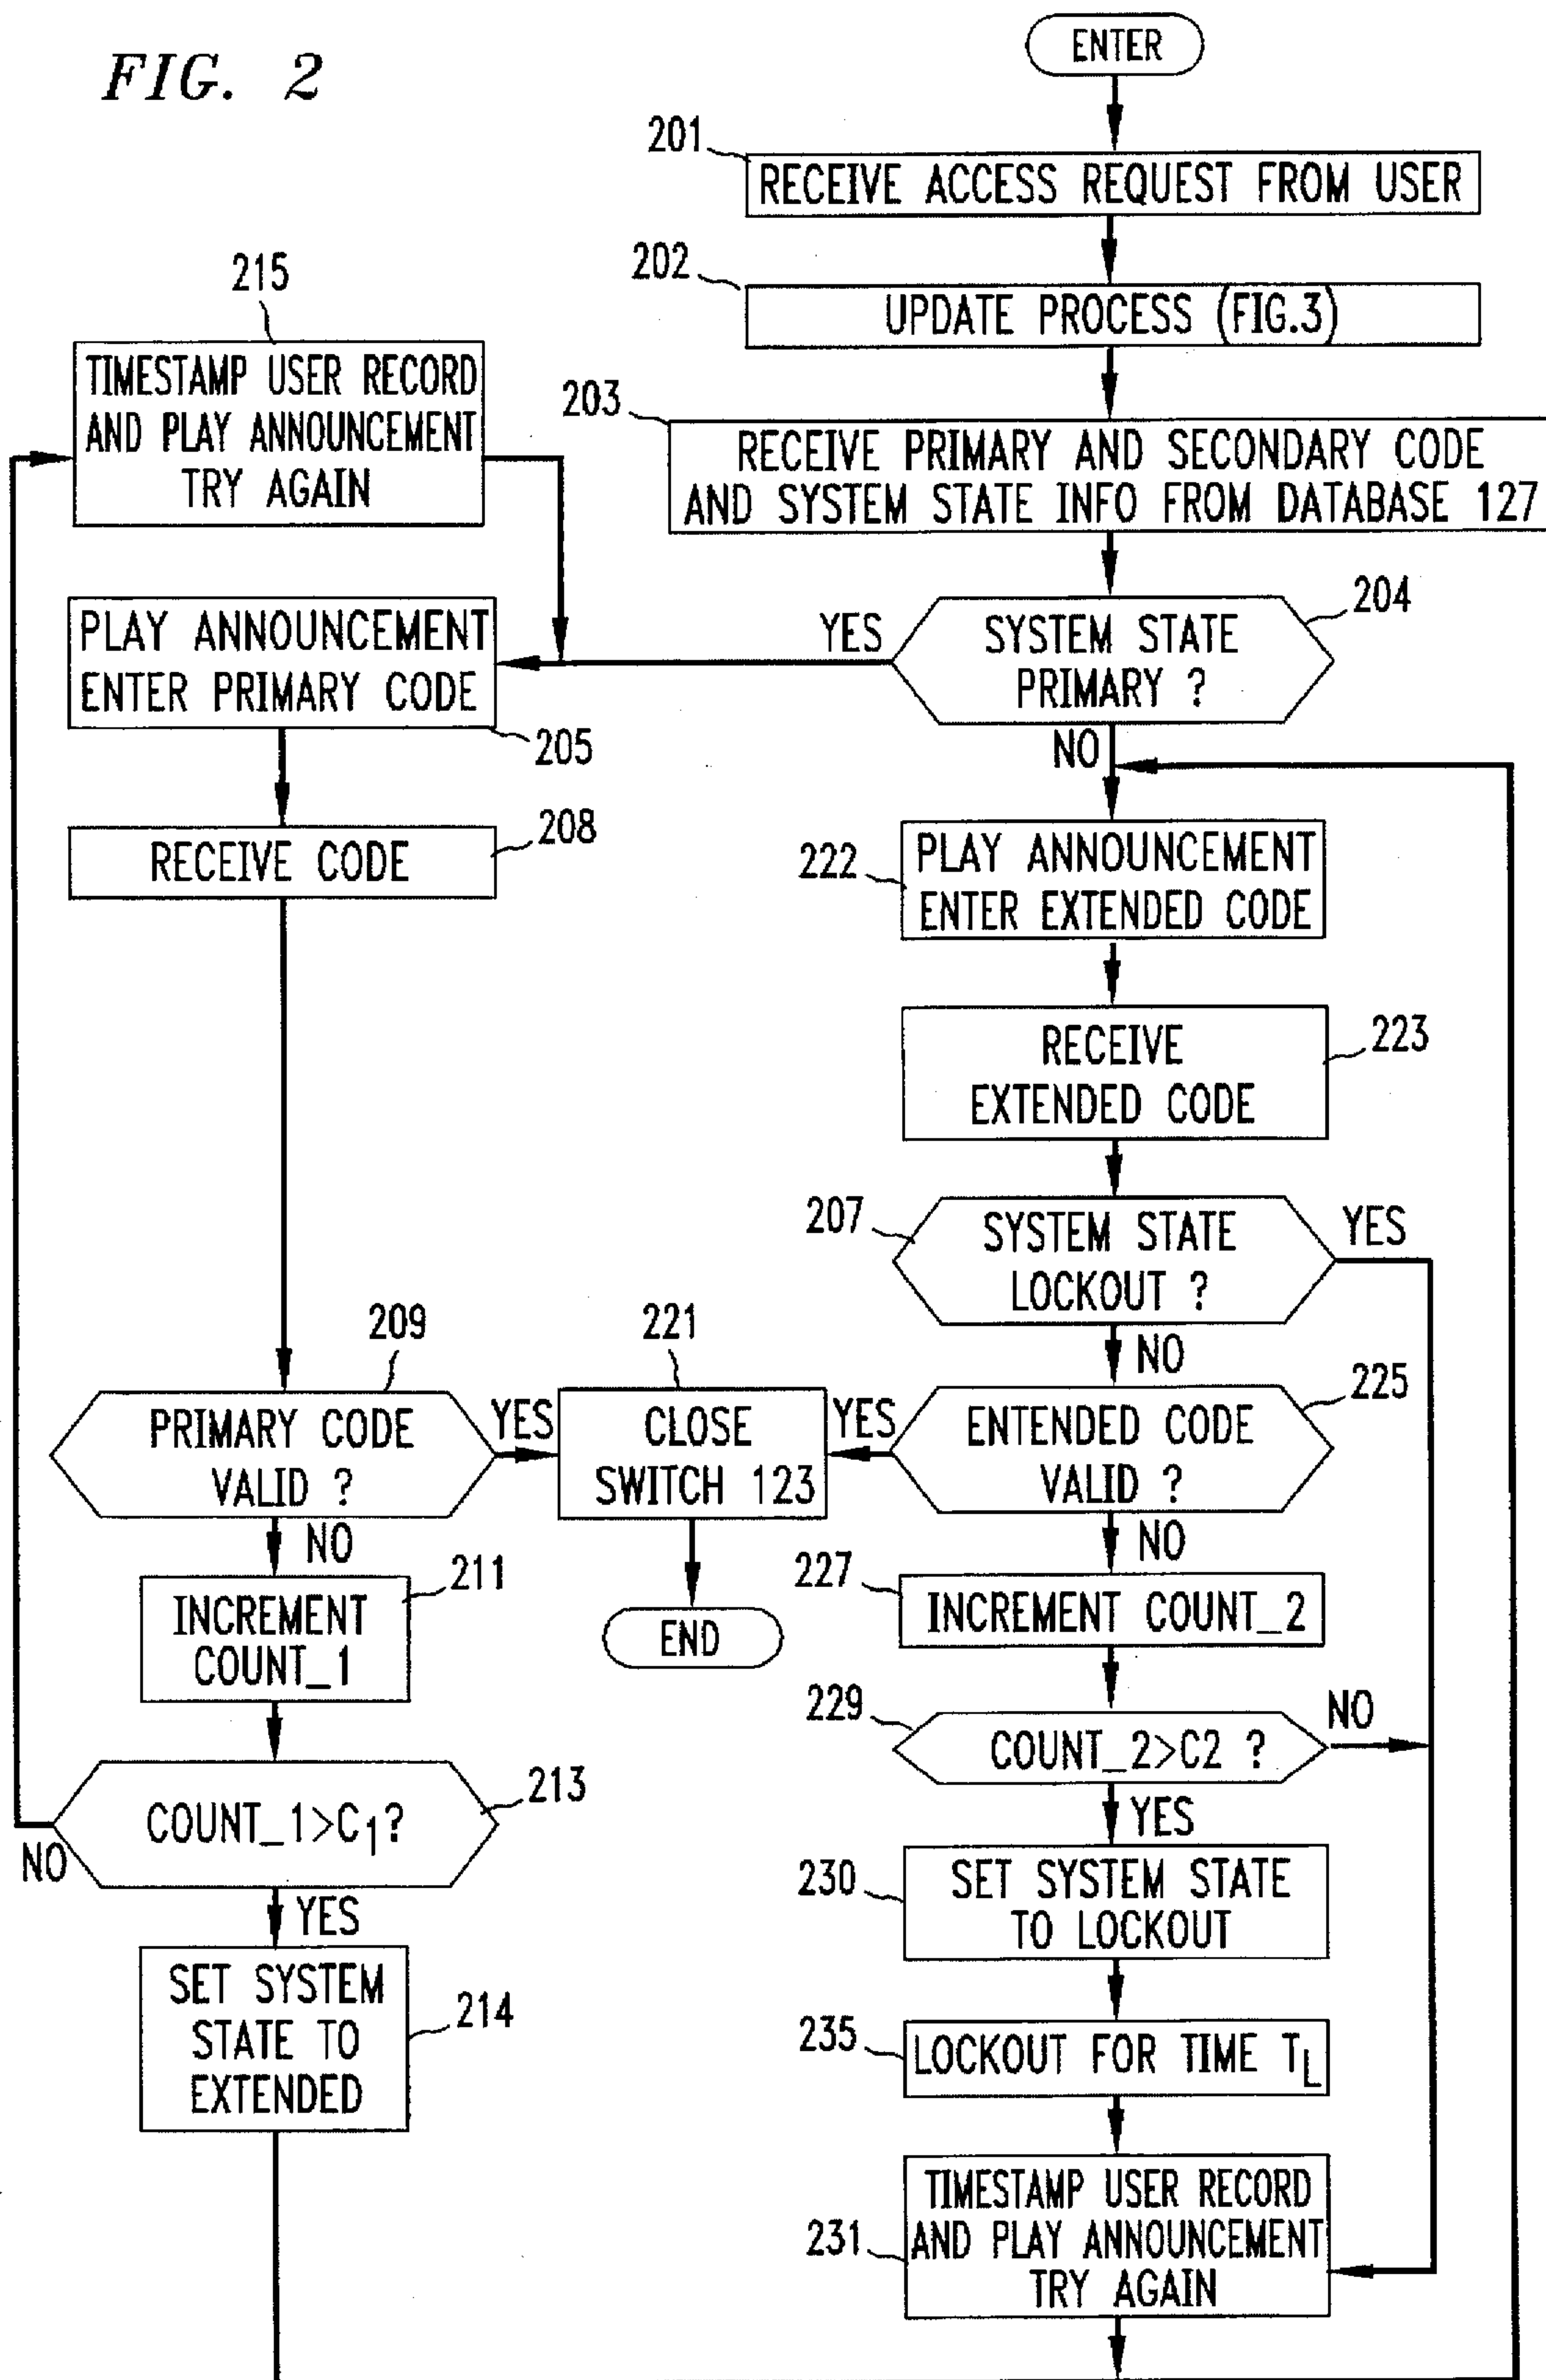 FIG. 2
ENTER
201
RECEIVE ACCESS REQUEST FROM USER
202
UPDATE PROCESS (FIG.3)
203
RECEIVE PRIMARY AND SECONDARY CODE
AND SYSTEM STATE INFO FROM DATABASE 127
215
TIMESTAMP USER RECORD
AND PLAY ANNOUNCEMENT
TRY AGAIN
204
SYSTEM STATE
PRIMARY ?
YES
NO
PLAY ANNOUNCEMENT
ENTER PRIMARY CODE
205
RECEIVE CODE
208
222
PLAY ANNOUNCEMENT
ENTER EXTENDED CODE
RECEIVE
EXTENDED CODE
223
207
SYSTEM STATE
LOCKOUT ?
YES
NO
209
PRIMARY CODE
VALID ?
YES
NO
221
CLOSE
SWITCH 123
END
225
ENTENDED CODE
VALID ?
YES
NO
211
INCREMENT
COUNT_1
227
INCREMENT COUNT_2
213
COUNT_1>C1?
NO
YES
229
COUNT_2>C2 ?
NO
YES
214
SET SYSTEM
STATE TO
EXTENDED
230
SET SYSTEM STATE
TO LOCKOUT
235
LOCKOUT FOR TIME TL
231
TIMESTAMP USER RECORD
AND PLAY ANNOUNCEMENT
TRY AGAIN